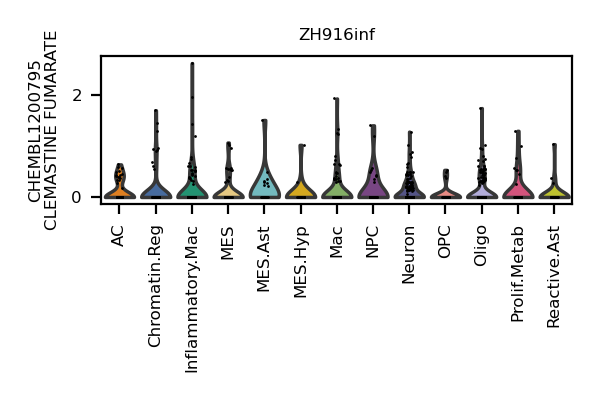 ZH916inf
CHEMBL1200795
CLEMASTINE FUMARATE
2
0
AC
Chromatin.Reg
Inflammatory.Mac
MES
MES.Ast
MES.Hyp
Mac
NPC
Neuron
OPC
Oligo
Prolif.Metab
Reactive.Ast